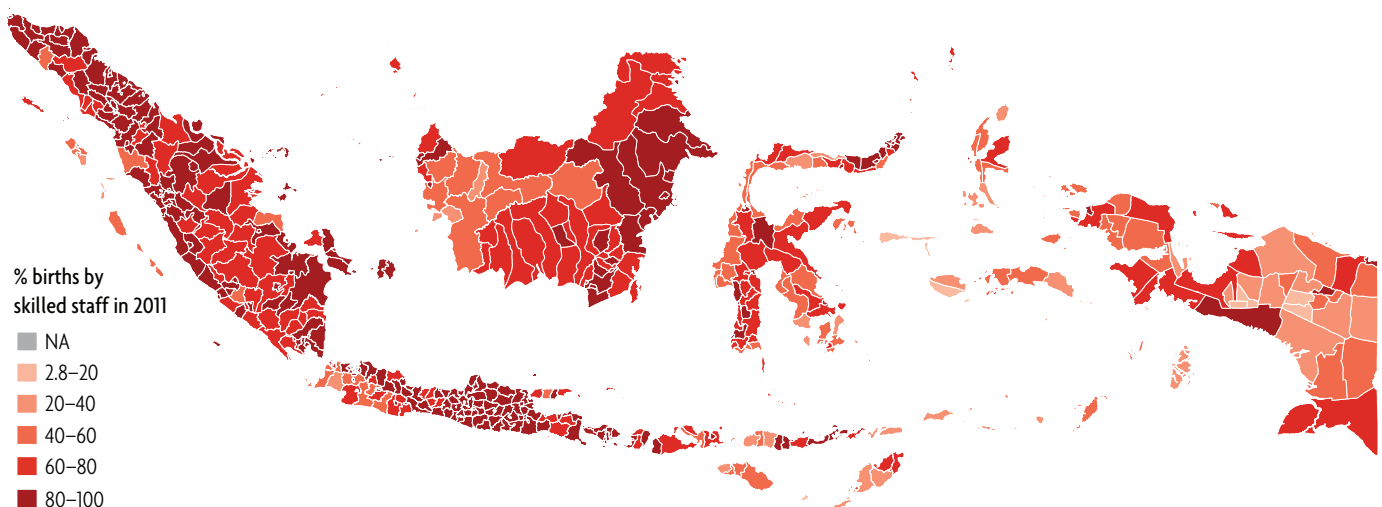 % births by
skilled staff in 2011
NA
2.8–20
20–40
40–60
60–80
80–100